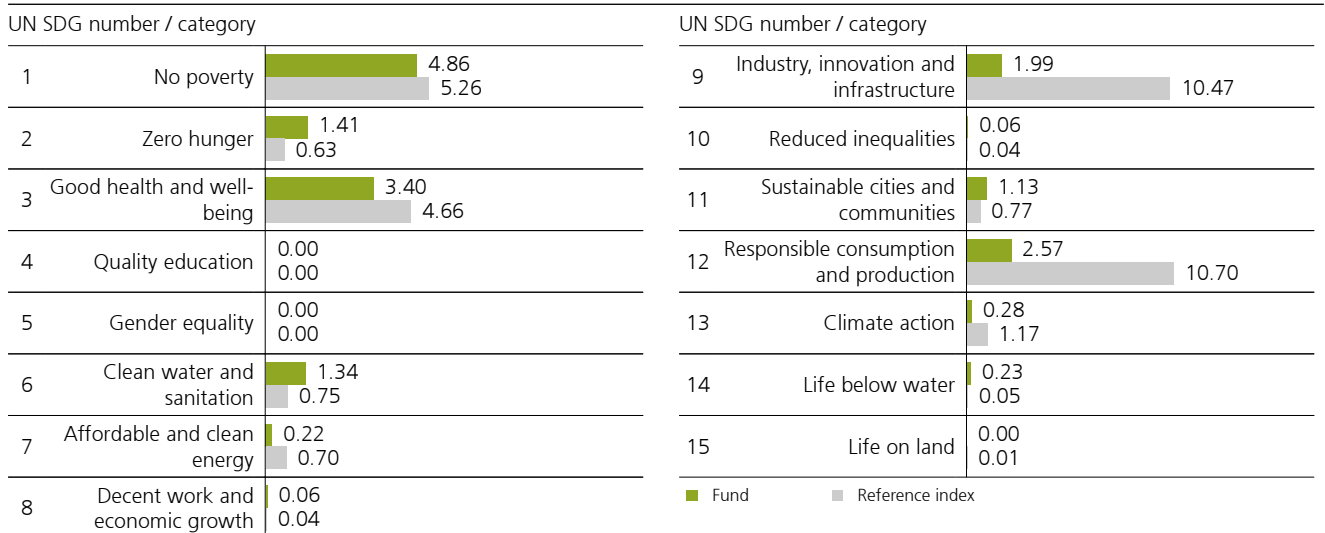 UN SDG number / category
1 No poverty 4.86
5.26
2 Zero hunger 1.41
0.63
3 Good health and well-
being 3.40
4.66
4 Quality education 0.00
0.00
5 Gender equality 0.00
0.00
6 Clean water and
sanitation 1.34
0.75
7 Affordable and clean
energy 0.22
0.70
8 Decent work and
economic growth 0.06
0.04
UN SDG number / category
9 Industry, innovation and
infrastructure 1.99
10.47
10 Reduced inequalities 0.06
0.04
11 Sustainable cities and
communities 1.13
0.77
12 Responsible consumption
and production 2.57
10.70
13 Climate action 0.28
1.17
14 Life below water 0.23
0.05
15 Life on land 0.00
0.01
Fund Reference index